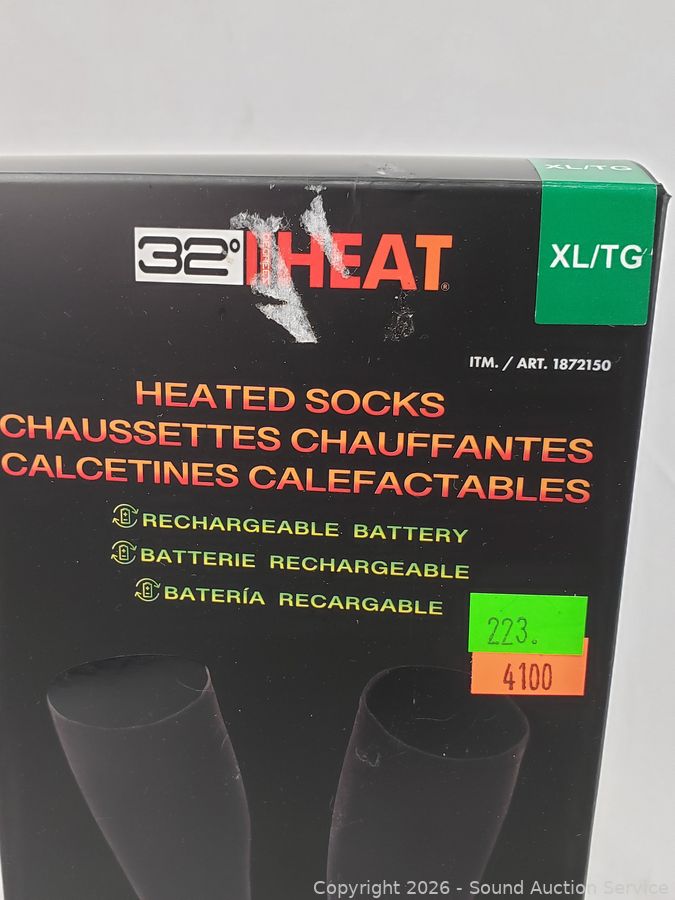 XL/TG
32° HEAT®
XL/TG
ITM. / ART. 1872150
HEATED SOCKS
CHAUSSETTES CHAUFFANTES
CALCETINES CALEFACTABLES
RECHARGEABLE BATTERY
BATTERIE RECHARGEABLE
BATERÍA RECARGABLE
223.
4100
Copyright 2026 - Sound Auction Service